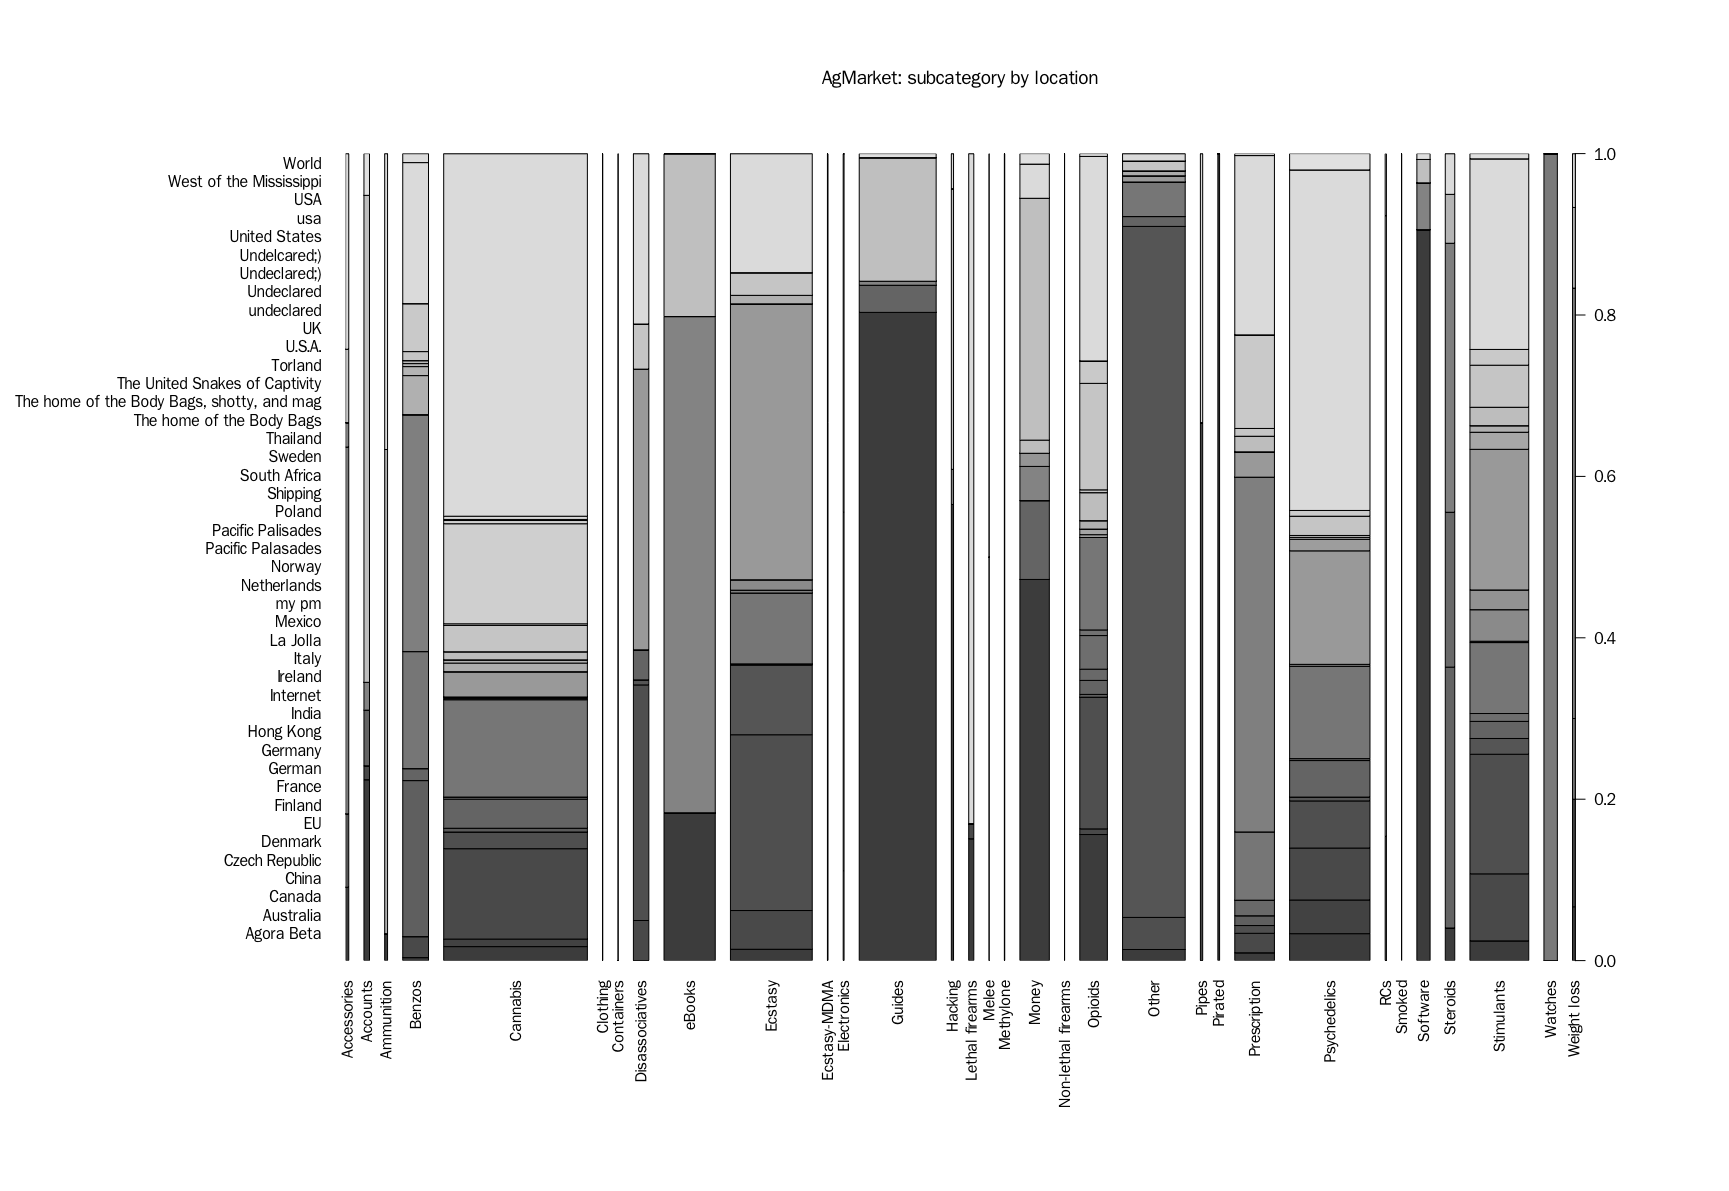 AgMarket: subcategory by location
World
West of the Mississippi
USA
usa
United States
Undelcared;)
Undeclared;)
Undeclared
undeclared
UK
U.S.A.
Torland
The United Snakes of Captivity
The home of the Body Bags, shotty, and mag
The home of the Body Bags
Thailand
Sweden
South Africa
Shipping
Poland
Pacific Palisades
Pacific Palasades
Norway
Netherlands
my pm
Mexico
La Jolla
Italy
Ireland
Internet
India
Hong Kong
Germany
German
France
Finland
EU
Denmark
Czech Republic
China
Canada
Australia
Agora Beta
1.0
0.8
0.6
0.4
0.2
0.0
Accessories
Accounts
Ammunition
Benzos
Cannabis
Clothing
Containers
Disassociatives
eBooks
Ecstasy
Ecstasy-MDMA
Electronics
Guides
Hacking
Lethal firearms
Melee
Methylone
Money
Non-lethal firearms
Opioids
Other
Pipes
Pirated
Prescription
Psychedelics
RCs
Smoked
Software
Steroids
Stimulants
Watches
Weight loss